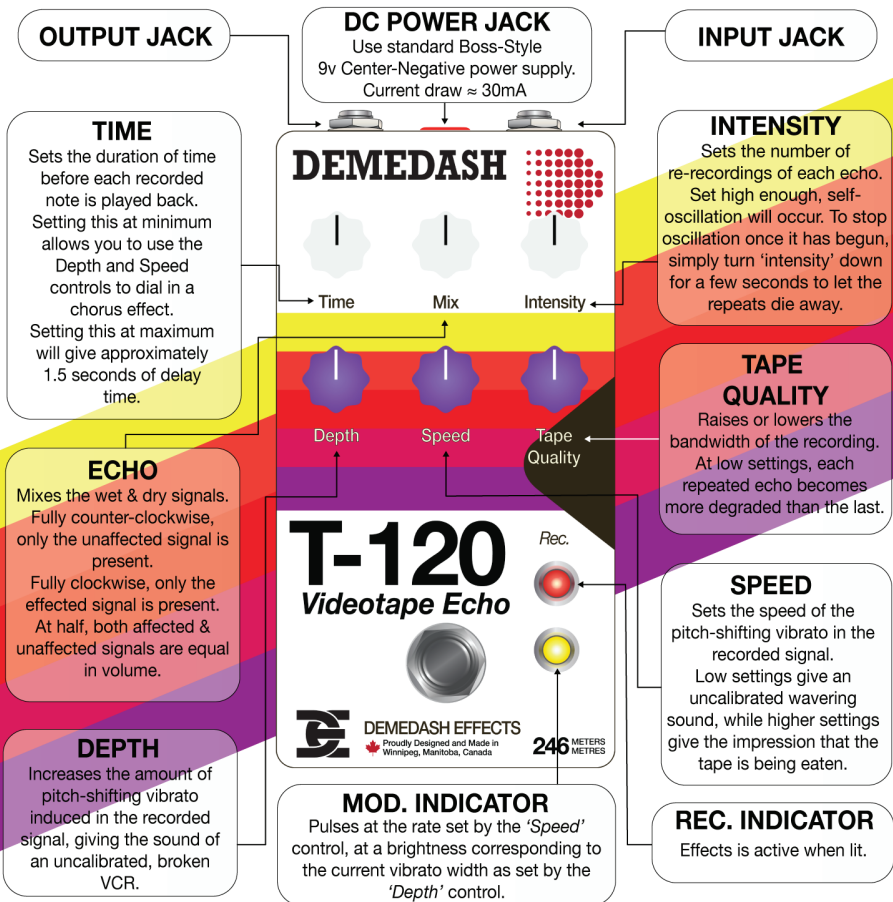 OUTPUT JACK
DC POWER JACK
Use standard Boss-Style
9v Center-Negative power supply.
Current draw ≈ 30mA
INPUT JACK
TIME
Sets the duration of time
before each recorded
note is played back.
Setting this at minimum
allows you to use the
Depth and Speed
controls to dial in a
chorus effect.
Setting this at maximum
will give approximately
1.5 seconds of delay
time.
ECHO
Mixes the wet & dry signals.
Fully counter-clockwise,
only the unaffected signal is
present.
Fully clockwise, only the
effected signal is present.
At half, both affected &
unaffected signals are equal
in volume.
DEPTH
Increases the amount of
pitch-shifting vibrato
induced in the recorded
signal, giving the sound of
an uncalibrated, broken
VCR.
DEMEDASH
Time Mix Intensity
Depth Speed Tape
Quality
T-120
Videotape Echo
Rec.
DE
DEMEDASH EFFECTS
Proudly Designed and Made in
Winnipeg, Manitoba, Canada
246 METERS
METRES
MOD. INDICATOR
Pulses at the rate set by the 'Speed'
control, at a brightness corresponding to
the current vibrato width as set by the
'Depth' control.
INTENSITY
Sets the number of
re-recordings of each echo.
Set high enough, self-
oscillation will occur. To stop
oscillation once it has begun,
simply turn 'intensity' down
for a few seconds to let the
repeats die away.
TAPE
QUALITY
Raises or lowers the
bandwidth of the recording.
At low settings, each
repeated echo becomes
more degraded than the last.
SPEED
Sets the speed of the
pitch-shifting vibrato in the
recorded signal.
Low settings give an
uncalibrated wavering
sound, while higher settings
give the impression that the
tape is being eaten.
REC. INDICATOR
Effects is active when lit.